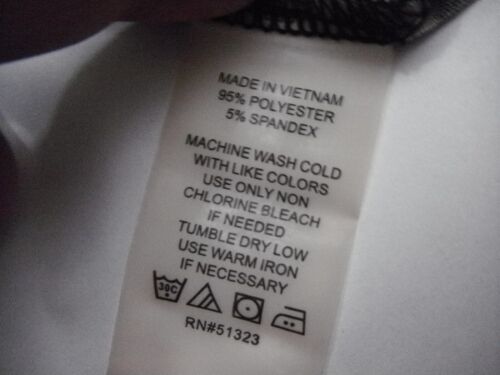 MADE IN VIETNAM
95% POLYESTER
5% SPANDEX
MACHINE WASH COLD
WITH LIKE COLORS
USE ONLY NON
CHLORINE BLEACH
IF NEEDED
TUMBLE DRY LOW
USE WARM IRON
IF NECESSARY
30C
RN#51323